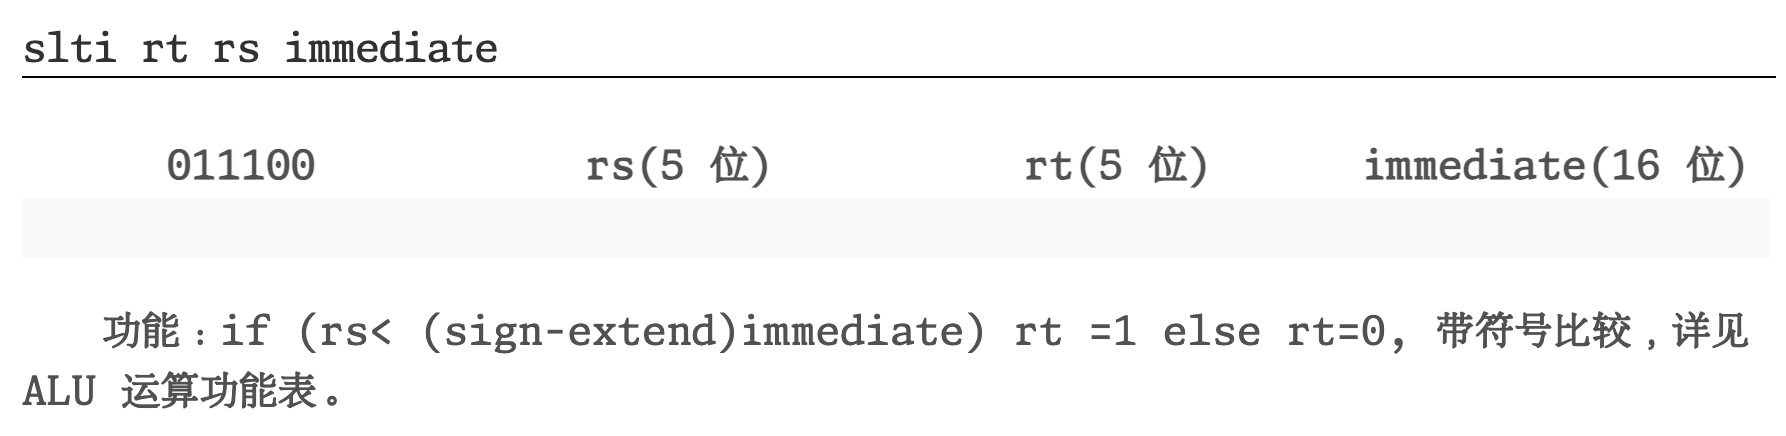 slti rt rs immediate
011100 rs(5 位) rt(5 位) immediate(16 位)
功能：if (rs< (sign-extend)immediate) rt =1 else rt=0, 带符号比较，详见
ALU 运算功能表。